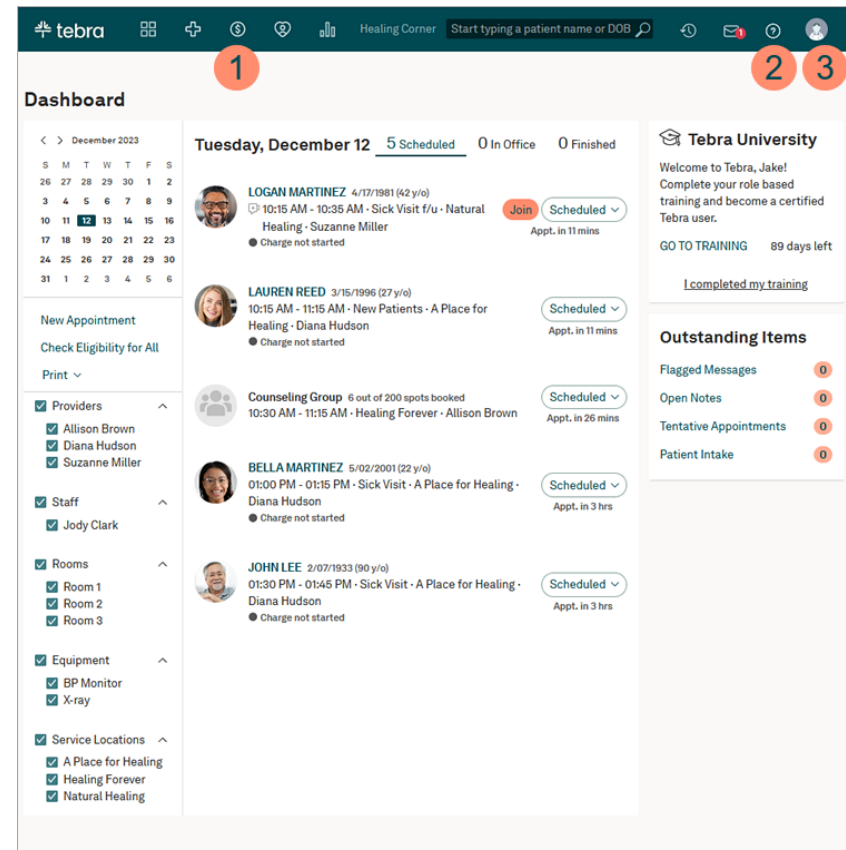 tebra
Healing Corner
Start typing a patient name or DOB
1
1
2
3
Dashboard
December 2023
S M T W T F S
26 27 28 29 30 1 2
3 4 5 6 7 8 9
10 11 12 13 14 15 16
17 18 19 20 21 22 23
24 25 26 27 28 29 30
31 1 2 3 4 5 6
New Appointment
Check Eligibility for All
Print
Providers
Allison Brown
Diana Hudson
Suzanne Miller
Staff
Jody Clark
Rooms
Room 1
Room 2
Room 3
Equipment
BP Monitor
X-ray
Service Locations
A Place for Healing
Healing Forever
Natural Healing
Tuesday, December 12 5 Scheduled 0 In Office 0 Finished
LOGAN MARTINEZ 4/17/1981 (42 y/o)
10:15 AM - 10:35 AM · Sick Visit f/u · Natural
Healing · Suzanne Miller
Charge not started
Join
Scheduled
Appt. in 11 mins
LAUREN REED 3/15/1996 (27 y/o)
10:15 AM - 11:15 AM · New Patients · A Place for
Healing · Diana Hudson
Charge not started
Scheduled
Appt. in 11 mins
Counseling Group 6 out of 200 spots booked
10:30 AM - 11:15 AM · Healing Forever · Allison Brown
Scheduled
Appt. in 26 mins
BELLA MARTINEZ 5/02/2001 (22 y/o)
01:00 PM - 01:15 PM · Sick Visit · A Place for Healing ·
Diana Hudson
Charge not started
Scheduled
Appt. in 3 hrs
JOHN LEE 2/07/1933 (90 y/o)
01:30 PM - 01:45 PM · Sick Visit · A Place for Healing ·
Diana Hudson
Charge not started
Scheduled
Appt. in 3 hrs
Tebra University
Welcome to Tebra, Jake!
Complete your role based
training and become a certified
Tebra user.
GO TO TRAINING 89 days left
I completed my training
Outstanding Items
Flagged Messages 0
Open Notes 0
Tentative Appointments 0
Patient Intake 0